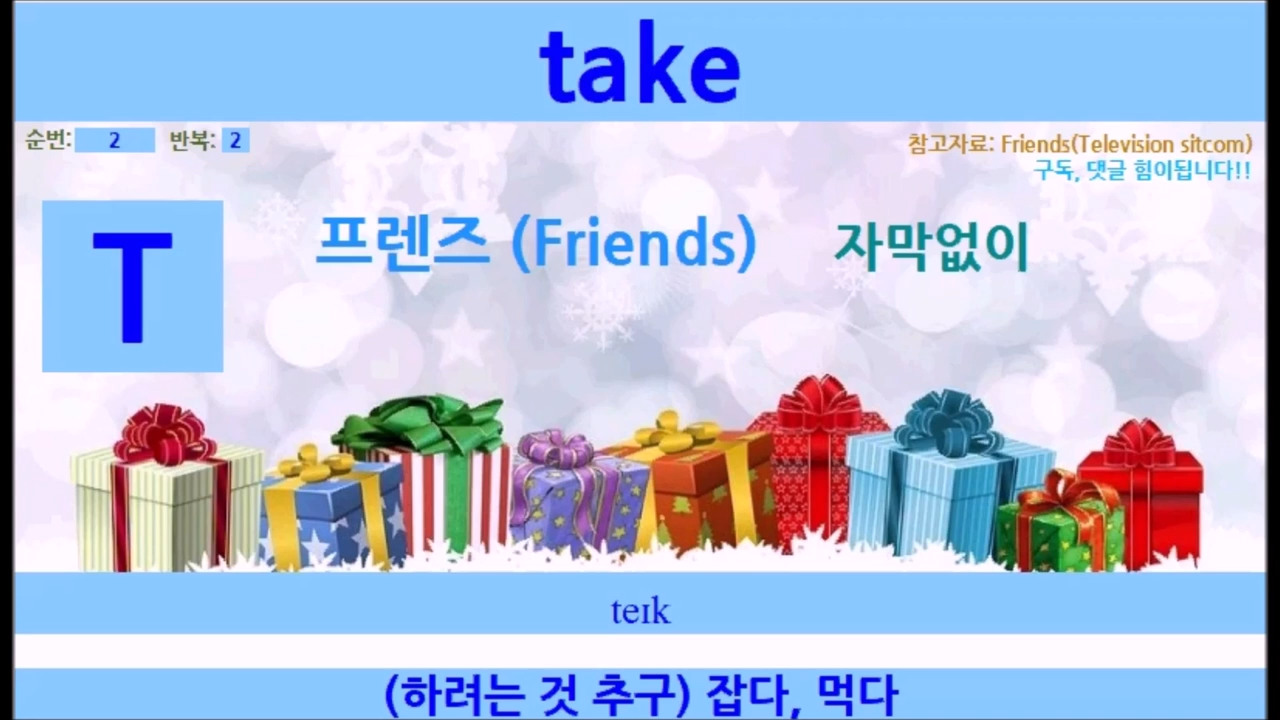 take
순번: 2 반복: 2
참고자료: Friends(Television sitcom)
구독, 댓글 힘이됩니다!!
T
프렌즈 (Friends) 자막없이
teɪk
(하려는 것 추구) 잡다, 먹다